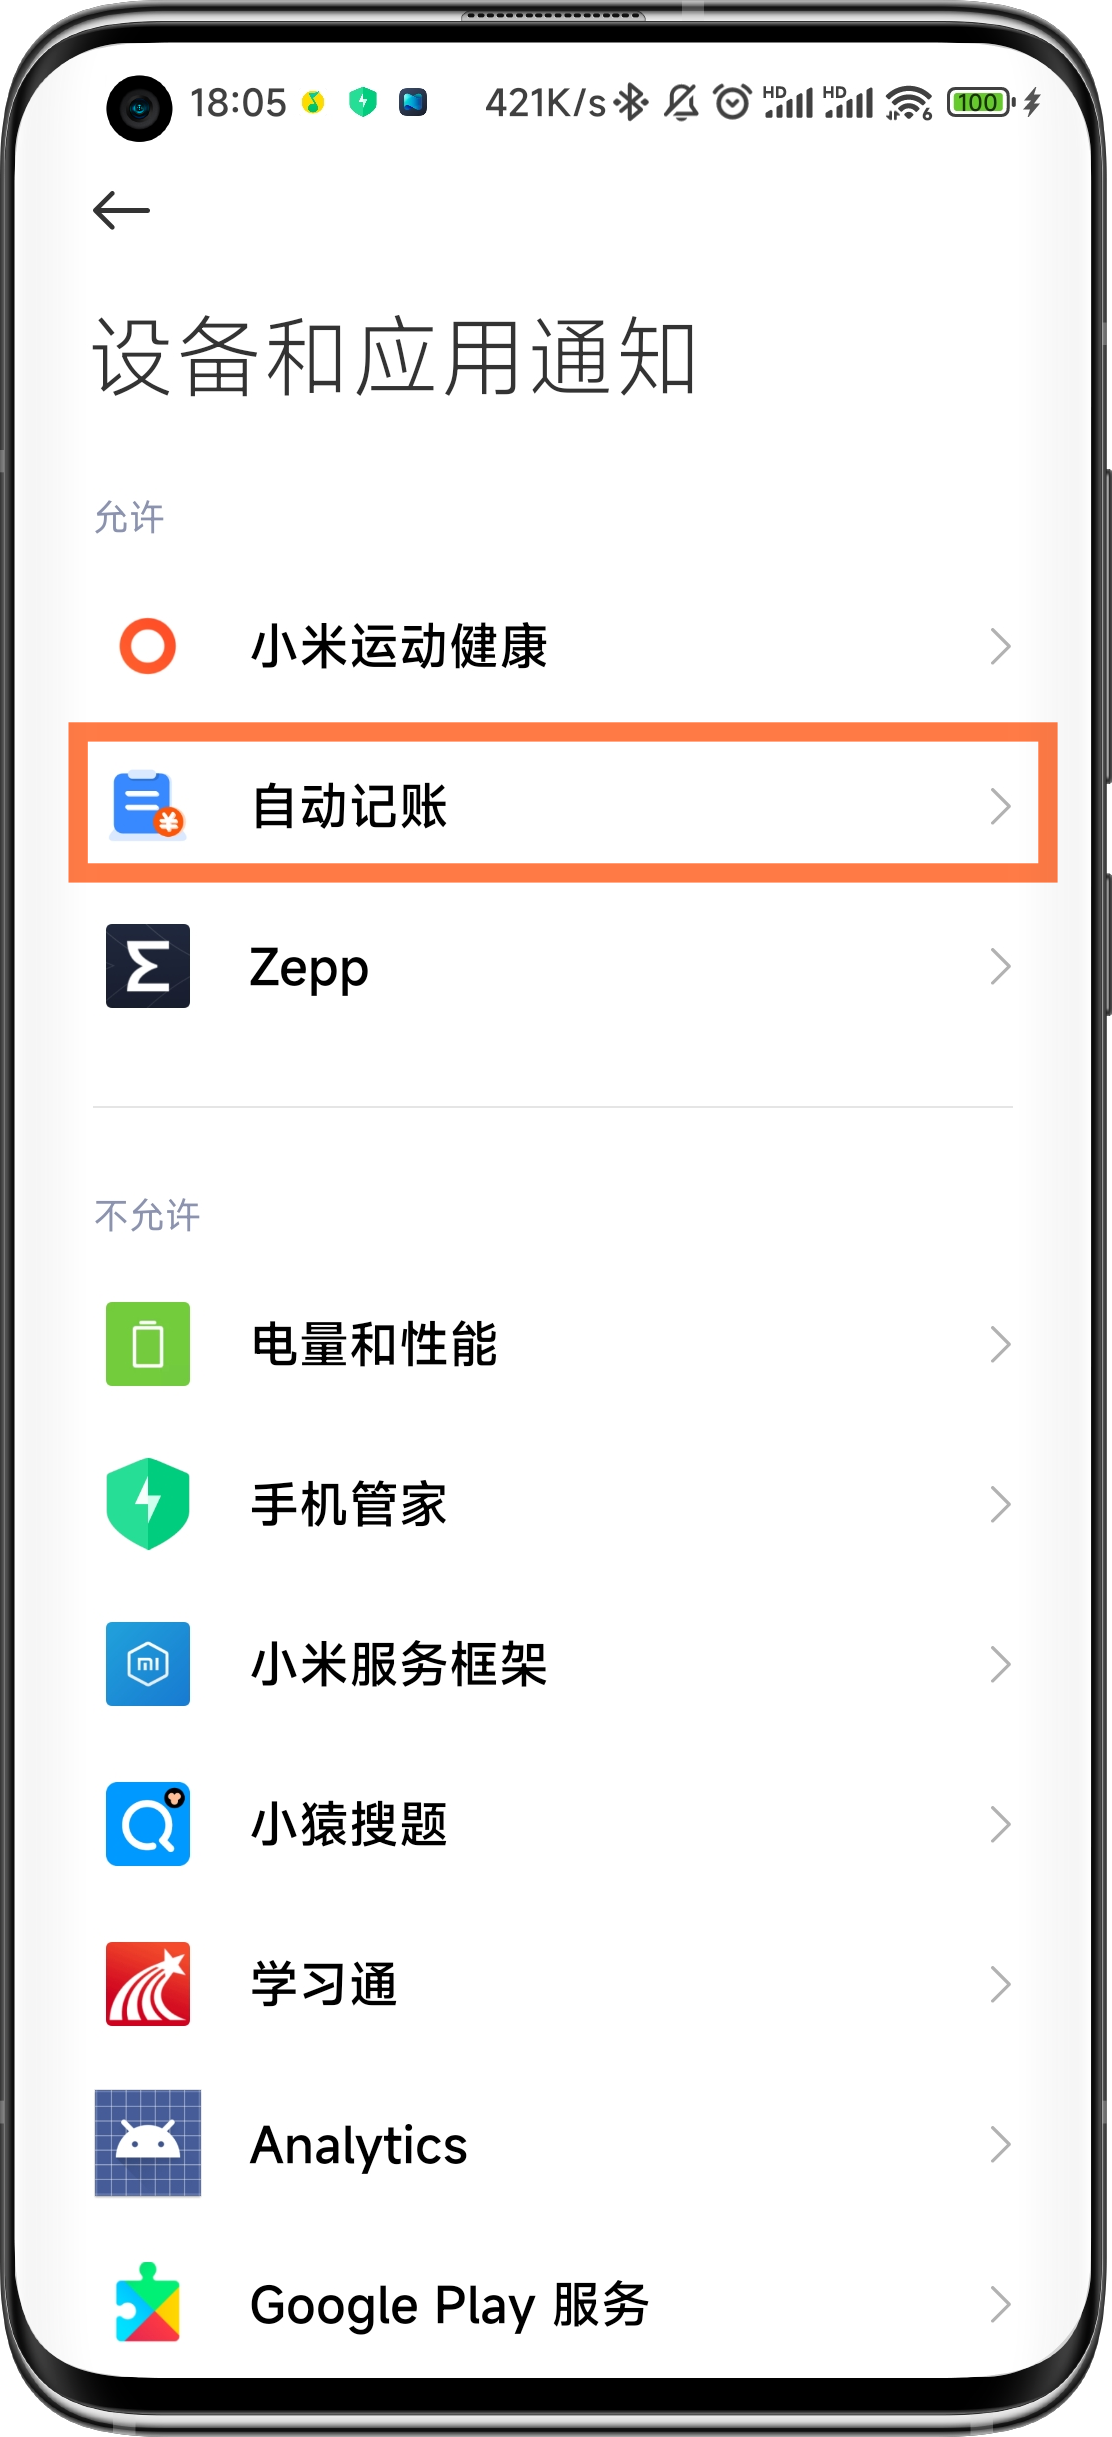 18:05 421K/s HD HD 6 100
设备和应用通知
允许
小米运动健康
自动记账
Zepp
不允许
电量和性能
手机管家
mi
小米服务框架
小猿搜题
学习通
Analytics
Google Play 服务